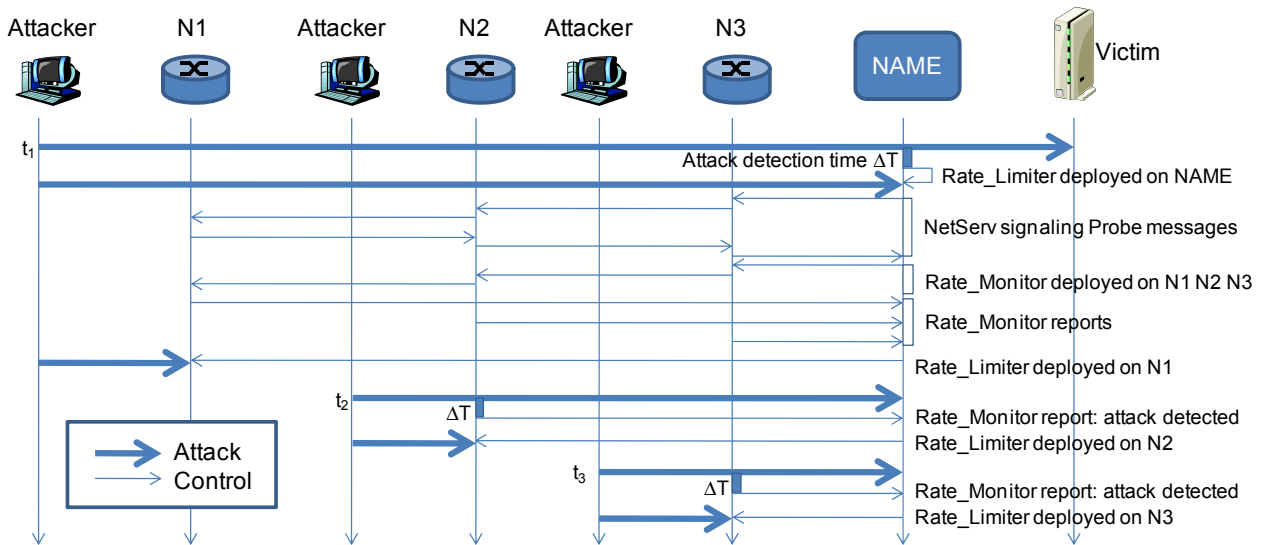 Attacker
N1
Attacker
N2
Attacker
N3
NAME
Victim
t1
Attack detection time ΔT
Rate_Limiter deployed on NAME
NetServ signaling Probe messages
Rate_Monitor deployed on N1 N2 N3
Rate_Monitor reports
Rate_Limiter deployed on N1
t2
ΔT
Rate_Monitor report: attack detected
Rate_Limiter deployed on N2
t3
ΔT
Rate_Monitor report: attack detected
Rate_Limiter deployed on N3
Attack
Control